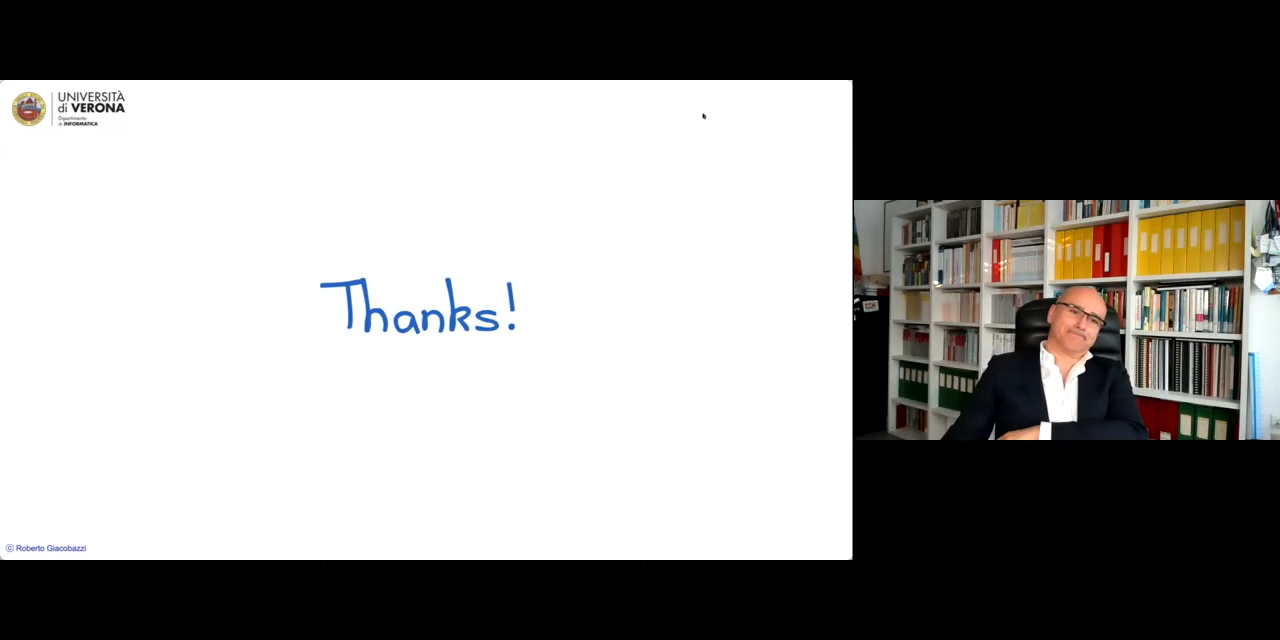 UNIVERSITÀ
di VERONA
Dipartimento
di INFORMATICA
Thanks!
© Roberto Giacobazzi